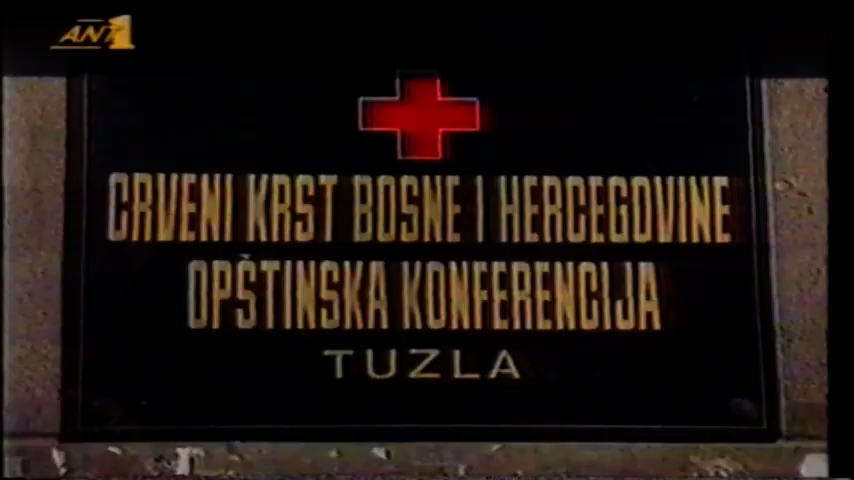 ANT1
CRVENI KRST BOSNE I HERCEGOVINE
OPŠTINSKA KONFERENCIJA
TUZLA